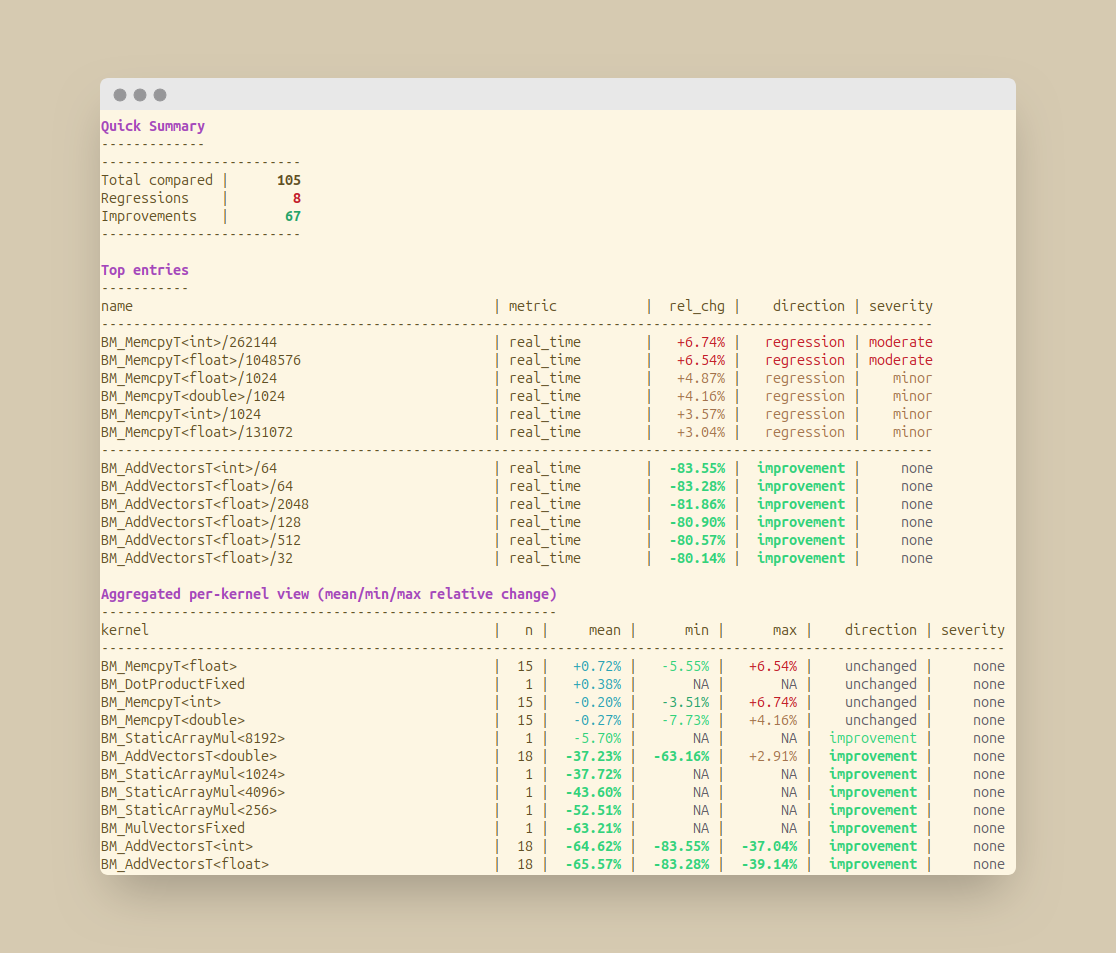 Quick Summary
-------------
-------------------------
Total compared |      105
Regressions    |        8
Improvements   |       67
-------------------------
Top entries
-----------
name                                             | metric           |  rel_chg |    direction | severity
--------------------------------------------------------------------------------------------------------
BM_MemcpyT<int>/262144                           | real_time        |   +6.74% |   regression | moderate
BM_MemcpyT<float>/1048576                        | real_time        |   +6.54% |   regression | moderate
BM_MemcpyT<float>/1024                           | real_time        |   +4.87% |   regression |    minor
BM_MemcpyT<double>/1024                          | real_time        |   +4.16% |   regression |    minor
BM_MemcpyT<int>/1024                             | real_time        |   +3.57% |   regression |    minor
BM_MemcpyT<float>/131072                         | real_time        |   +3.04% |   regression |    minor
--------------------------------------------------------------------------------------------------------
BM_AddVectorsT<int>/64                           | real_time        |  -83.55% |  improvement |     none
BM_AddVectorsT<float>/64                         | real_time        |  -83.28% |  improvement |     none
BM_AddVectorsT<float>/2048                       | real_time        |  -81.86% |  improvement |     none
BM_AddVectorsT<float>/128                        | real_time        |  -80.90% |  improvement |     none
BM_AddVectorsT<float>/512                        | real_time        |  -80.57% |  improvement |     none
BM_AddVectorsT<float>/32                         | real_time        |  -80.14% |  improvement |     none
Aggregated per-kernel view (mean/min/max relative change)
---------------------------------------------------------
kernel                                           |   n |     mean |      min |      max |    direction | severity
-----------------------------------------------------------------------------------------------------------------
BM_MemcpyT<float>                                |  15 |   +0.72% |   -5.55% |   +6.54% |    unchanged |     none
BM_DotProductFixed                               |   1 |   +0.38% |       NA |       NA |    unchanged |     none
BM_MemcpyT<int>                                  |  15 |   -0.20% |   -3.51% |   +6.74% |    unchanged |     none
BM_MemcpyT<double>                               |  15 |   -0.27% |   -7.73% |   +4.16% |    unchanged |     none
BM_StaticArrayMul<8192>                          |   1 |   -5.70% |       NA |       NA |  improvement |     none
BM_AddVectorsT<double>                           |  18 |  -37.23% |  -63.16% |   +2.91% |  improvement |     none
BM_StaticArrayMul<1024>                          |   1 |  -37.72% |       NA |       NA |  improvement |     none
BM_StaticArrayMul<4096>                          |   1 |  -43.60% |       NA |       NA |  improvement |     none
BM_StaticArrayMul<256>                           |   1 |  -52.51% |       NA |       NA |  improvement |     none
BM_MulVectorsFixed                               |   1 |  -63.21% |       NA |       NA |  improvement |     none
BM_AddVectorsT<int>                              |  18 |  -64.62% |  -83.55% |  -37.04% |  improvement |     none
BM_AddVectorsT<float>                            |  18 |  -65.57% |  -83.28% |  -39.14% |  improvement |     none